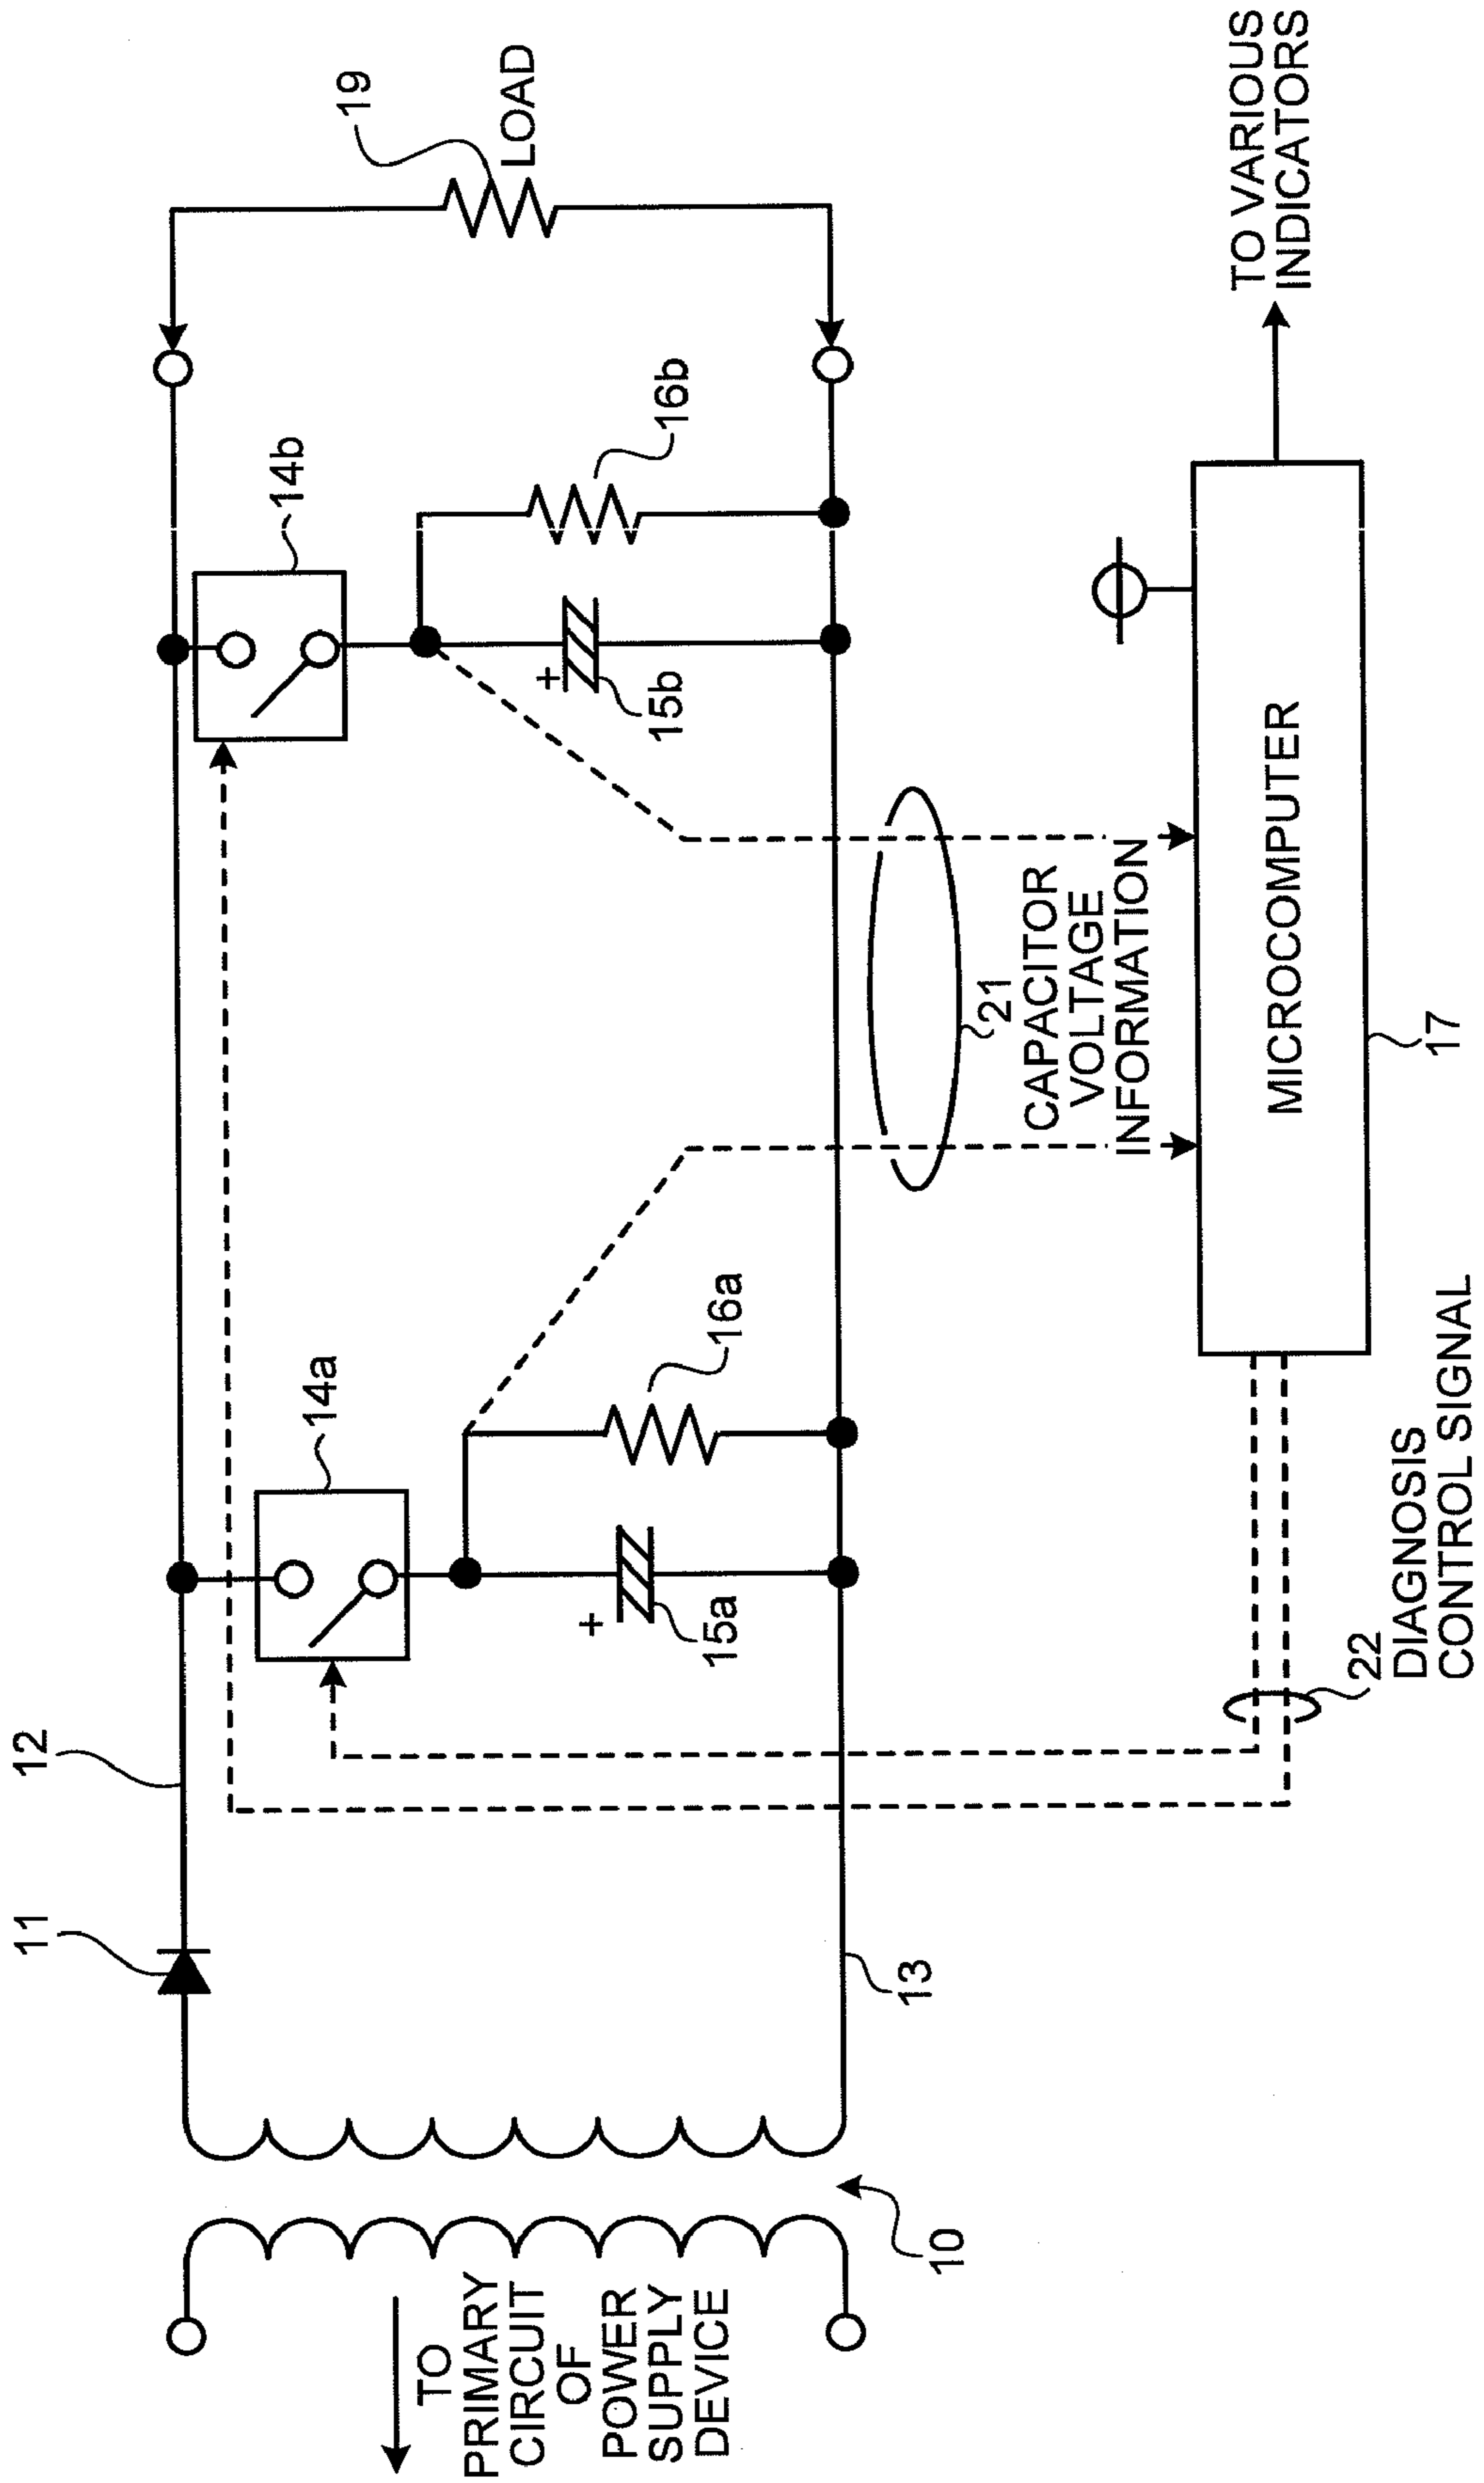 11
12
14a
14b
19
LOAD
+
15a
16a
+
15b
16b
13
10
TO
PRIMARY
CIRCUIT
OF
POWER
SUPPLY
DEVICE
21
CAPACITOR
VOLTAGE
INFORMATION
22
DIAGNOSIS
CONTROL SIGNAL
MICROCOMPUTER
17
TO VARIOUS
INDICATORS